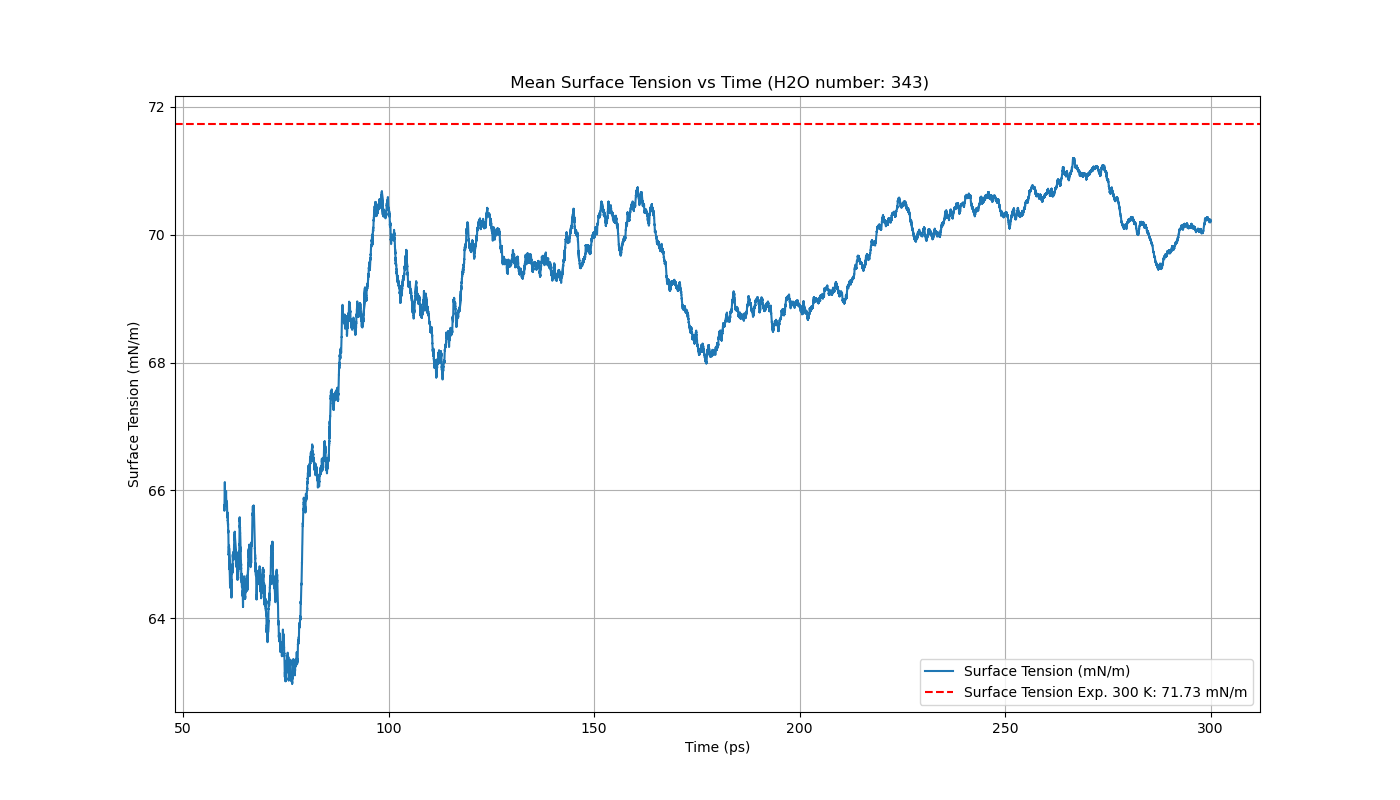 Mean Surface Tension vs Time (H2O number: 343)
72
70
68
66
64
Surface Tension (mN/m)
Surface Tension (mN/m)
Surface Tension Exp. 300 K: 71.73 mN/m
50
100
150
200
250
300
Time (ps)